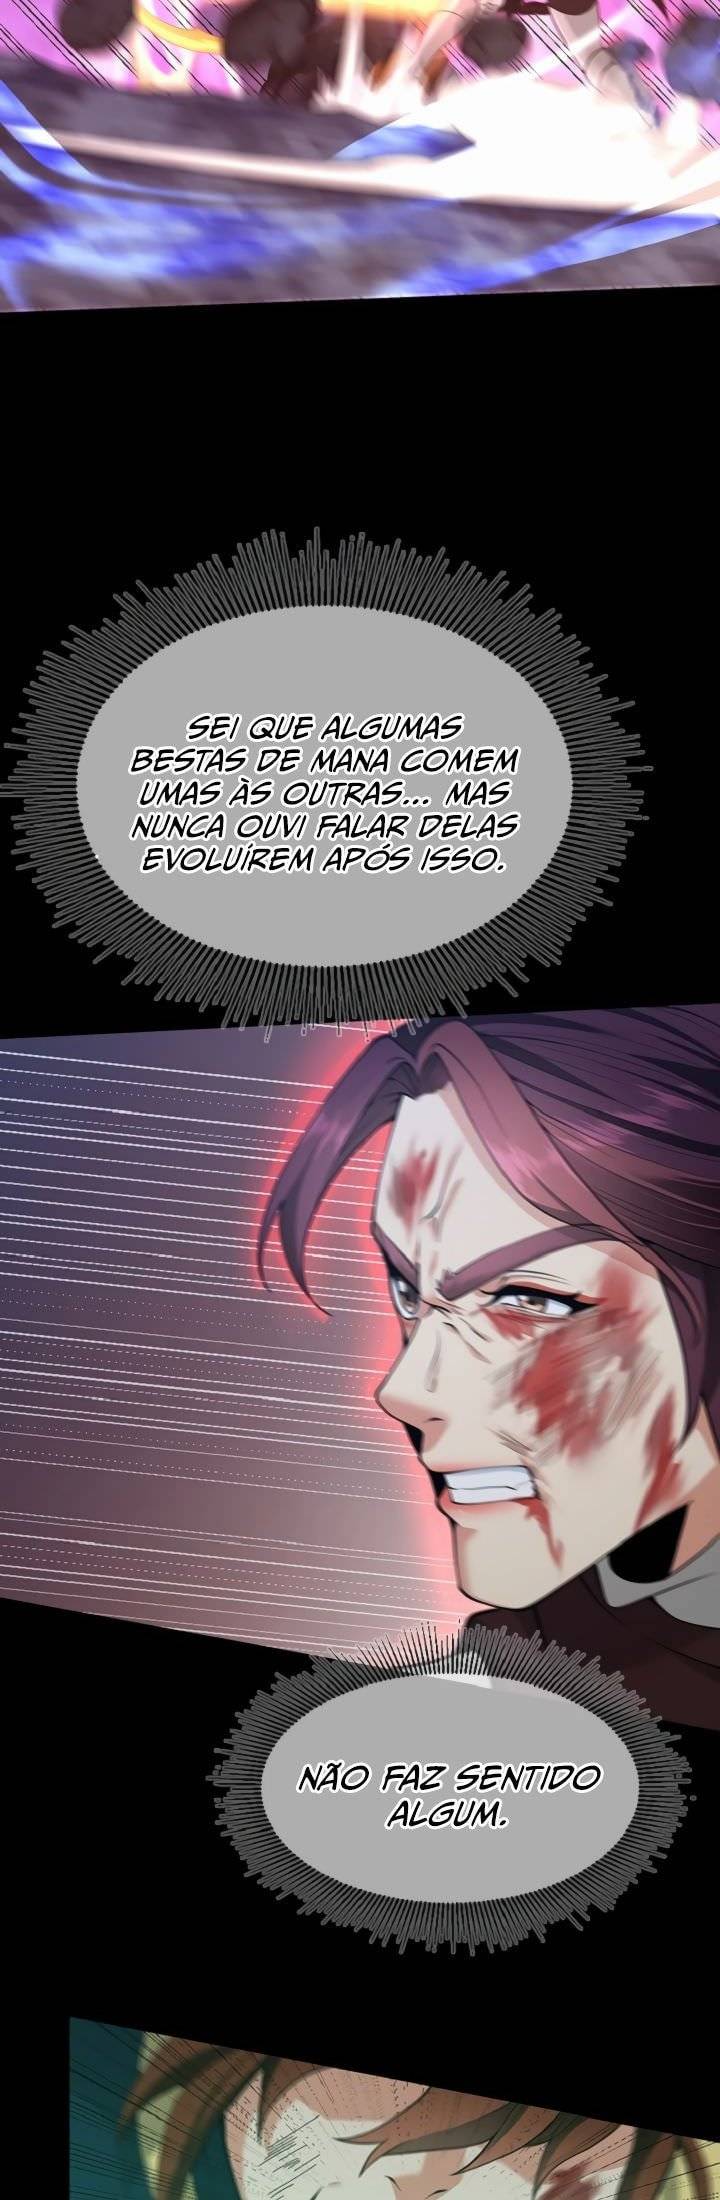 SEI QUE ALGUMAS
BESTAS DE MANA COMEM
UMAS ÀS OUTRAS... MAS
NUNCA OUVI FALAR DELAS
EVOLUÍREM APÓS ISSO.
NÃO FAZ SENTIDO
ALGUM.